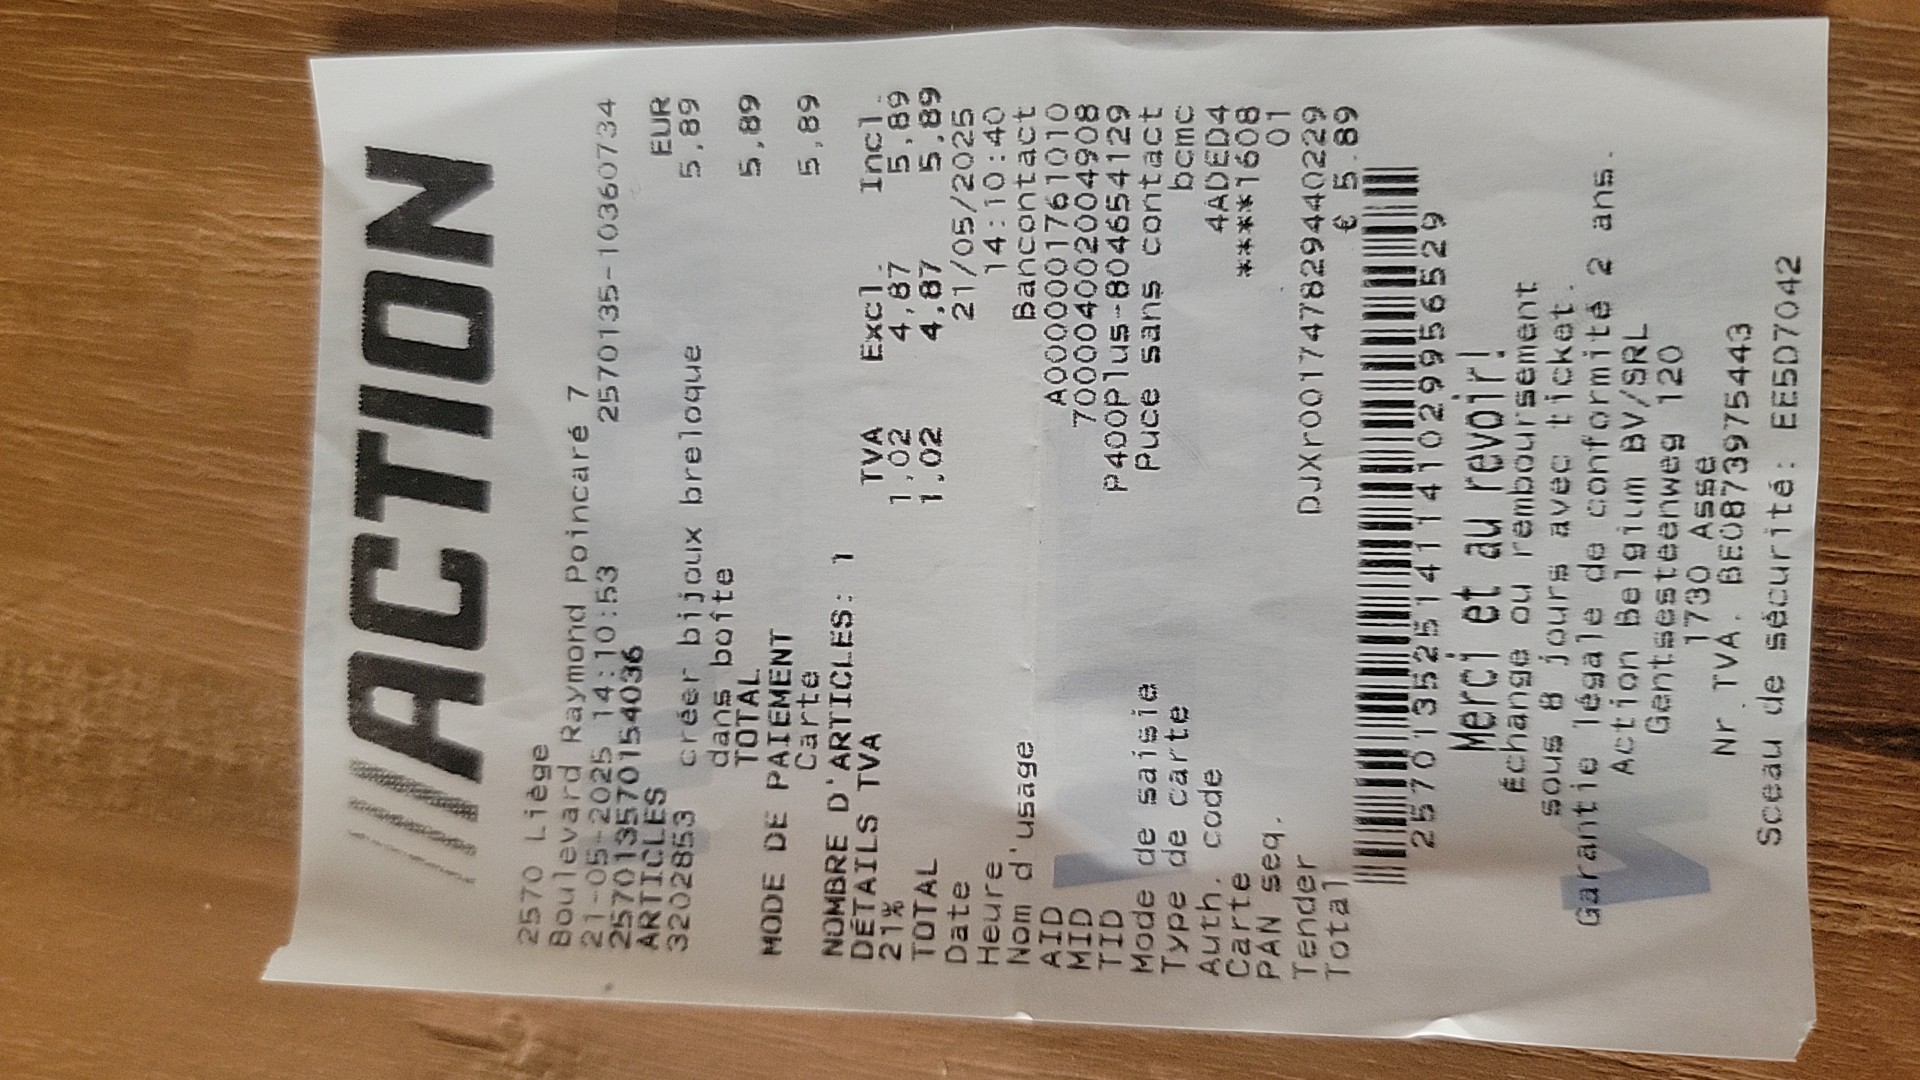 ACTION
2570 Liège
Boulevard Raymond Poincaré 7
21-05-2025 14:10:53 2570135-10360734
25701357015403​6
ARTICLES EUR
3202853 créer bijoux breloque 5,89
dans boîte
TOTAL 5,89
MODE DE PAIEMENT
Carte 5,89
NOMBRE D'ARTICLES: 1
DÉTAILS TVA
TVA Excl. Incl.
21% 1,02 4,87 5,89
TOTAL 1,02 4,87 5,89
Date 21/05/2025
Heure 14:10:40
Nom d'usage Bancontact
AID A0000001761010
MID 700004002004908
TID P400Plus-804654129
Mode de saisie Puce sans contact
Type de carte bcmc
Auth. code 4ADED4
Carte ****1608
PAN seq. 01
Tender DJXr001747829440229
Total € 5.89
2570135251411410299​56529
Merci et au revoir!
Échange ou remboursement
sous 8 jours avec ticket.
Garantie légale de conformité 2 ans.
Action Belgium BV/SRL
Gentsesteenweg 120
1730 Asse
Nr TVA. BE0873975443
Sceau de sécurité: EE5D7042